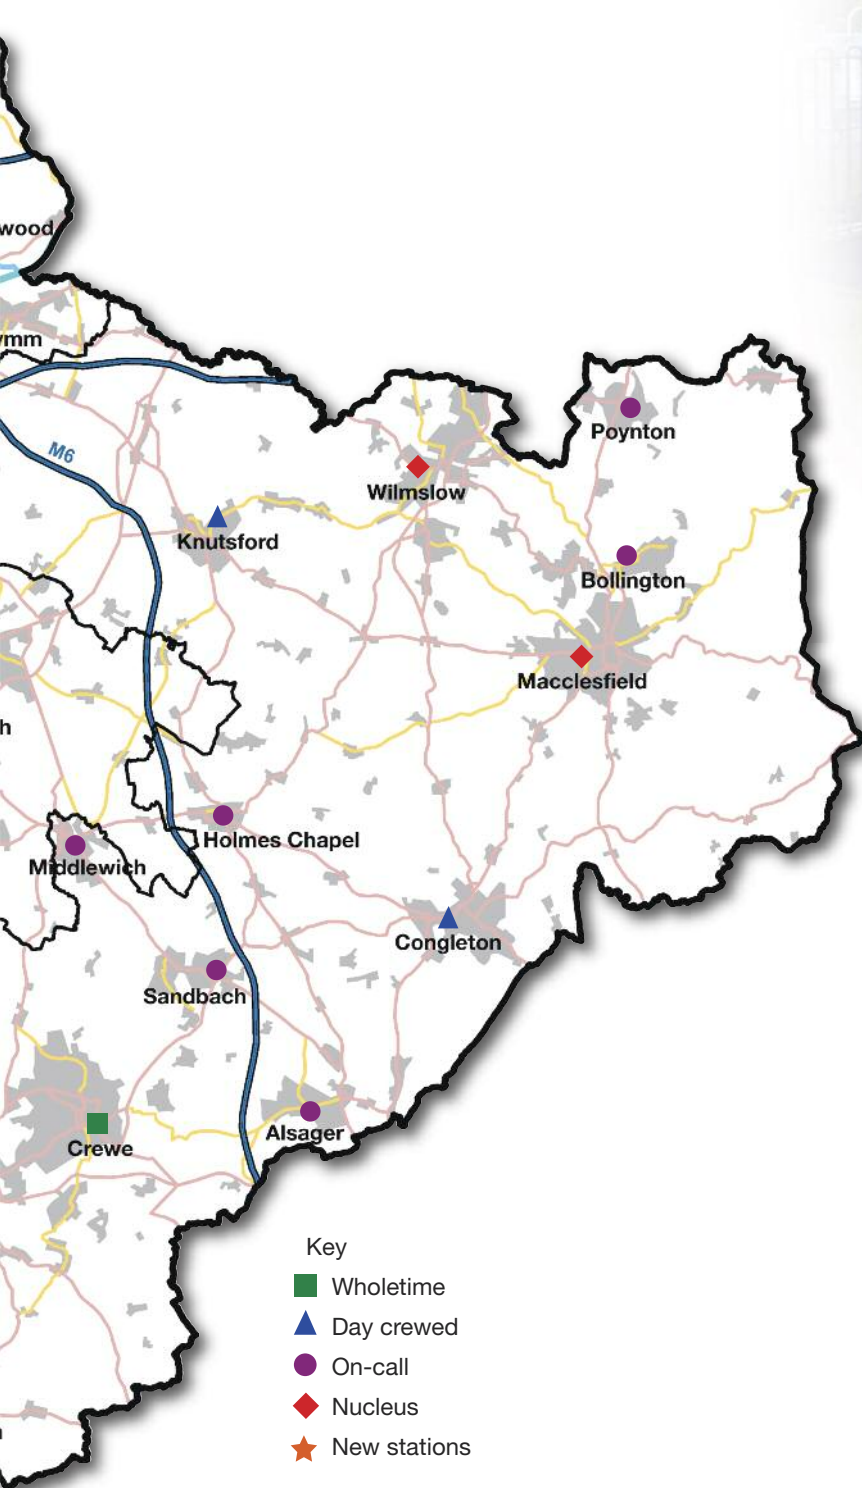 wood
ymm
M6
Poynton
Wilmslow
Knutsford
Bollington
Macclesfield
h
Holmes Chapel
Middlewich
Congleton
Sandbach
Alsager
Crewe
Key
Wholetime
Day crewed
On-call
Nucleus
New stations